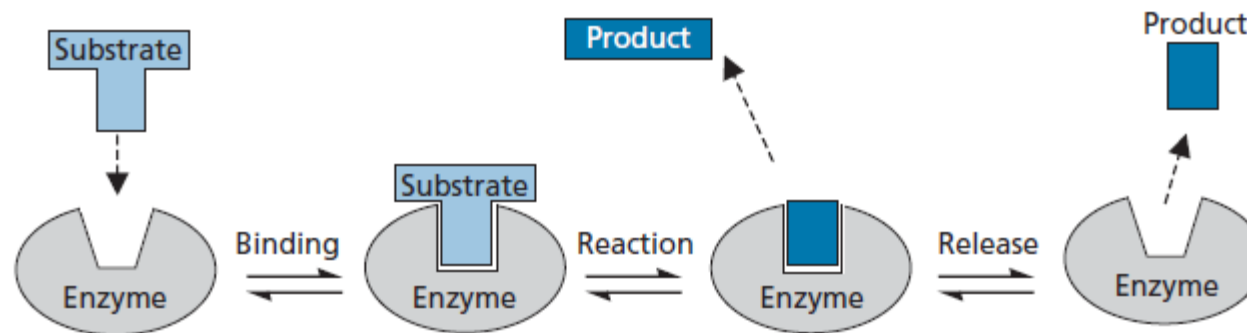 Substrate
Enzyme
Binding
Substrate
Enzyme
Reaction
Product
Enzyme
Release
Product
Enzyme